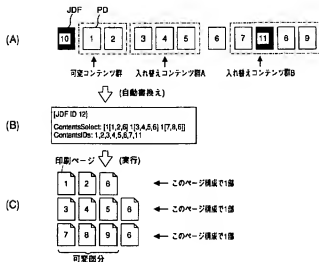 JDF PD
(A) 10 1 2 3 4 5 6 7 11 8 9
可変コンテンツ群 入れ替えコンテンツ群A 入れ替えコンテンツ群B
(自動書換え)
(B) [JDF ID 12]
ContentsSelect: [1[1,2,6] 1[3,4,5,6] 1[7,8,6]]
ContentsIDs: 1,2,3,4,5,6,7,11
印刷ページ (実行)
1 2 6 ← このページ構成で1部
(C) 3 4 5 6 ← このページ構成で1部
7 8 9 6 ← このページ構成で1部
可変部分